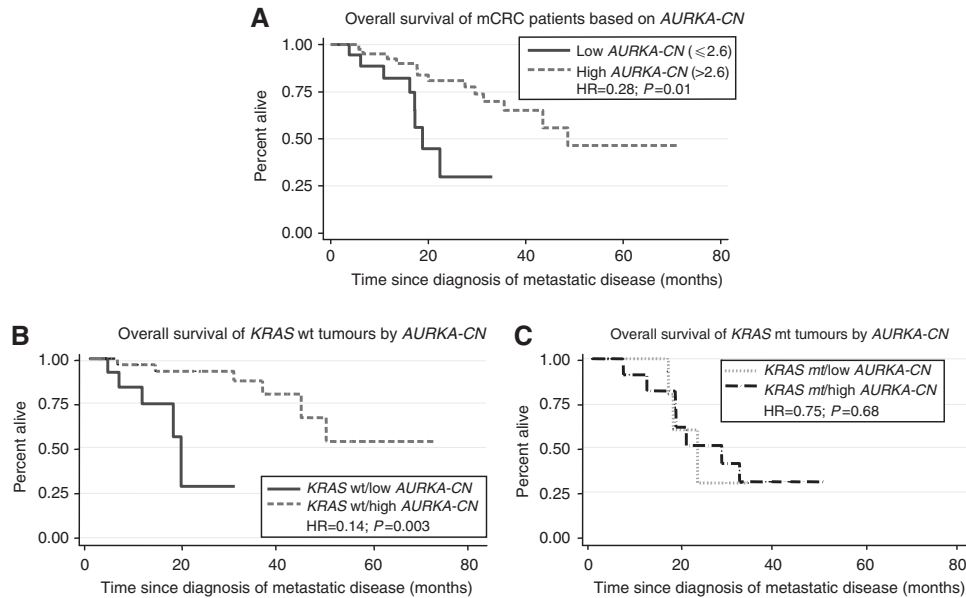 A
Overall survival of mCRC patients based on AURKA-CN
1.00
0.75
0.50
0.25
0.00
Percent alive
Low AURKA-CN (⩽2.6)
High AURKA-CN (>2.6)
HR=0.28; P=0.01
0 20 40 60 80
Time since diagnosis of metastatic disease (months)
B
Overall survival of KRAS wt tumours by AURKA-CN
1.00
0.75
0.50
0.25
0.00
Percent alive
KRAS wt/low AURKA-CN
KRAS wt/high AURKA-CN
HR=0.14; P=0.003
0 20 40 60 80
Time since diagnosis of metastatic disease (months)
C
Overall survival of KRAS mt tumours by AURKA-CN
1.00
0.75
0.50
0.25
0.00
Percent alive
KRAS mt/low AURKA-CN
KRAS mt/high AURKA-CN
HR=0.75; P=0.68
0 20 40 60 80
Time since diagnosis of metastatic disease (months)